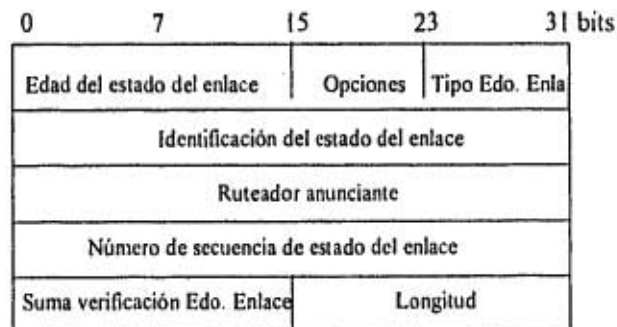 0 7 15 23 31 bits
Edad del estado del enlace Opciones Tipo Edo. Enla
Identificación del estado del enlace
Ruteador anunciante
Número de secuencia de estado del enlace
Suma verificación Edo. Enlace Longitud